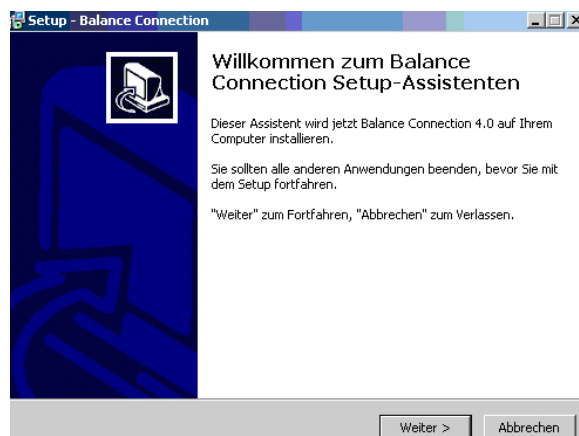 Setup - Balance Connection
Willkommen zum Balance
Connection Setup-Assistenten
Dieser Assistent wird jetzt Balance Connection 4.0 auf Ihrem
Computer installieren.
Sie sollten alle anderen Anwendungen beenden, bevor Sie mit
dem Setup fortfahren.
"Weiter" zum Fortfahren, "Abbrechen" zum Verlassen.
Weiter >
Abbrechen